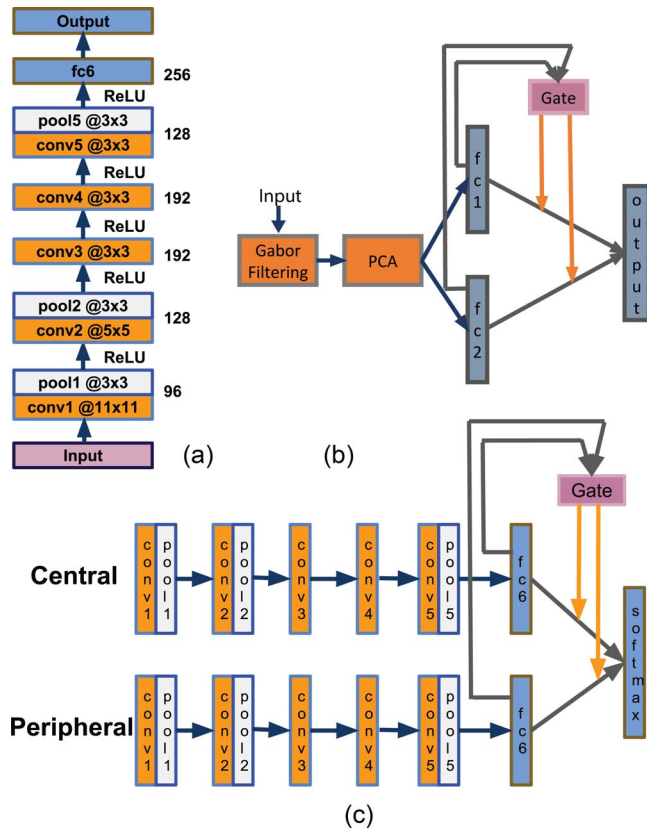 Output
fc6
256
ReLU
pool5 @3x3
conv5 @3x3
128
ReLU
conv4 @3x3
192
ReLU
conv3 @3x3
192
ReLU
pool2 @3x3
conv2 @5x5
128
ReLU
pool1 @3x3
conv1 @11x11
96
Input
(a)
Input
Gabor
Filtering
PCA
fc1
fc2
Gate
output
(b)
Central
conv1
pool1
conv2
pool2
conv3
conv4
conv5
pool5
fc6
Gate
softmax
Peripheral
conv1
pool1
conv2
pool2
conv3
conv4
conv5
pool5
fc6
(c)